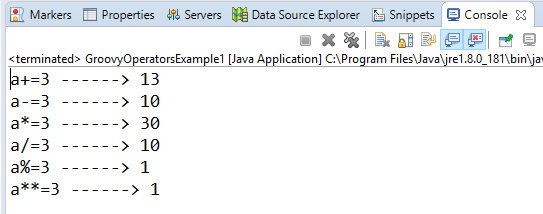 Markers Properties Servers Data Source Explorer Snippets Console
<terminated> GroovyOperatorsExample1 [Java Application] C:\Program Files\Java\jre1.8.0_181\bin\jav
a+=3 ------> 13
a-=3 ------> 10
a*=3 ------> 30
a/=3 ------> 10
a%=3 ------> 1
a**=3 ------> 1